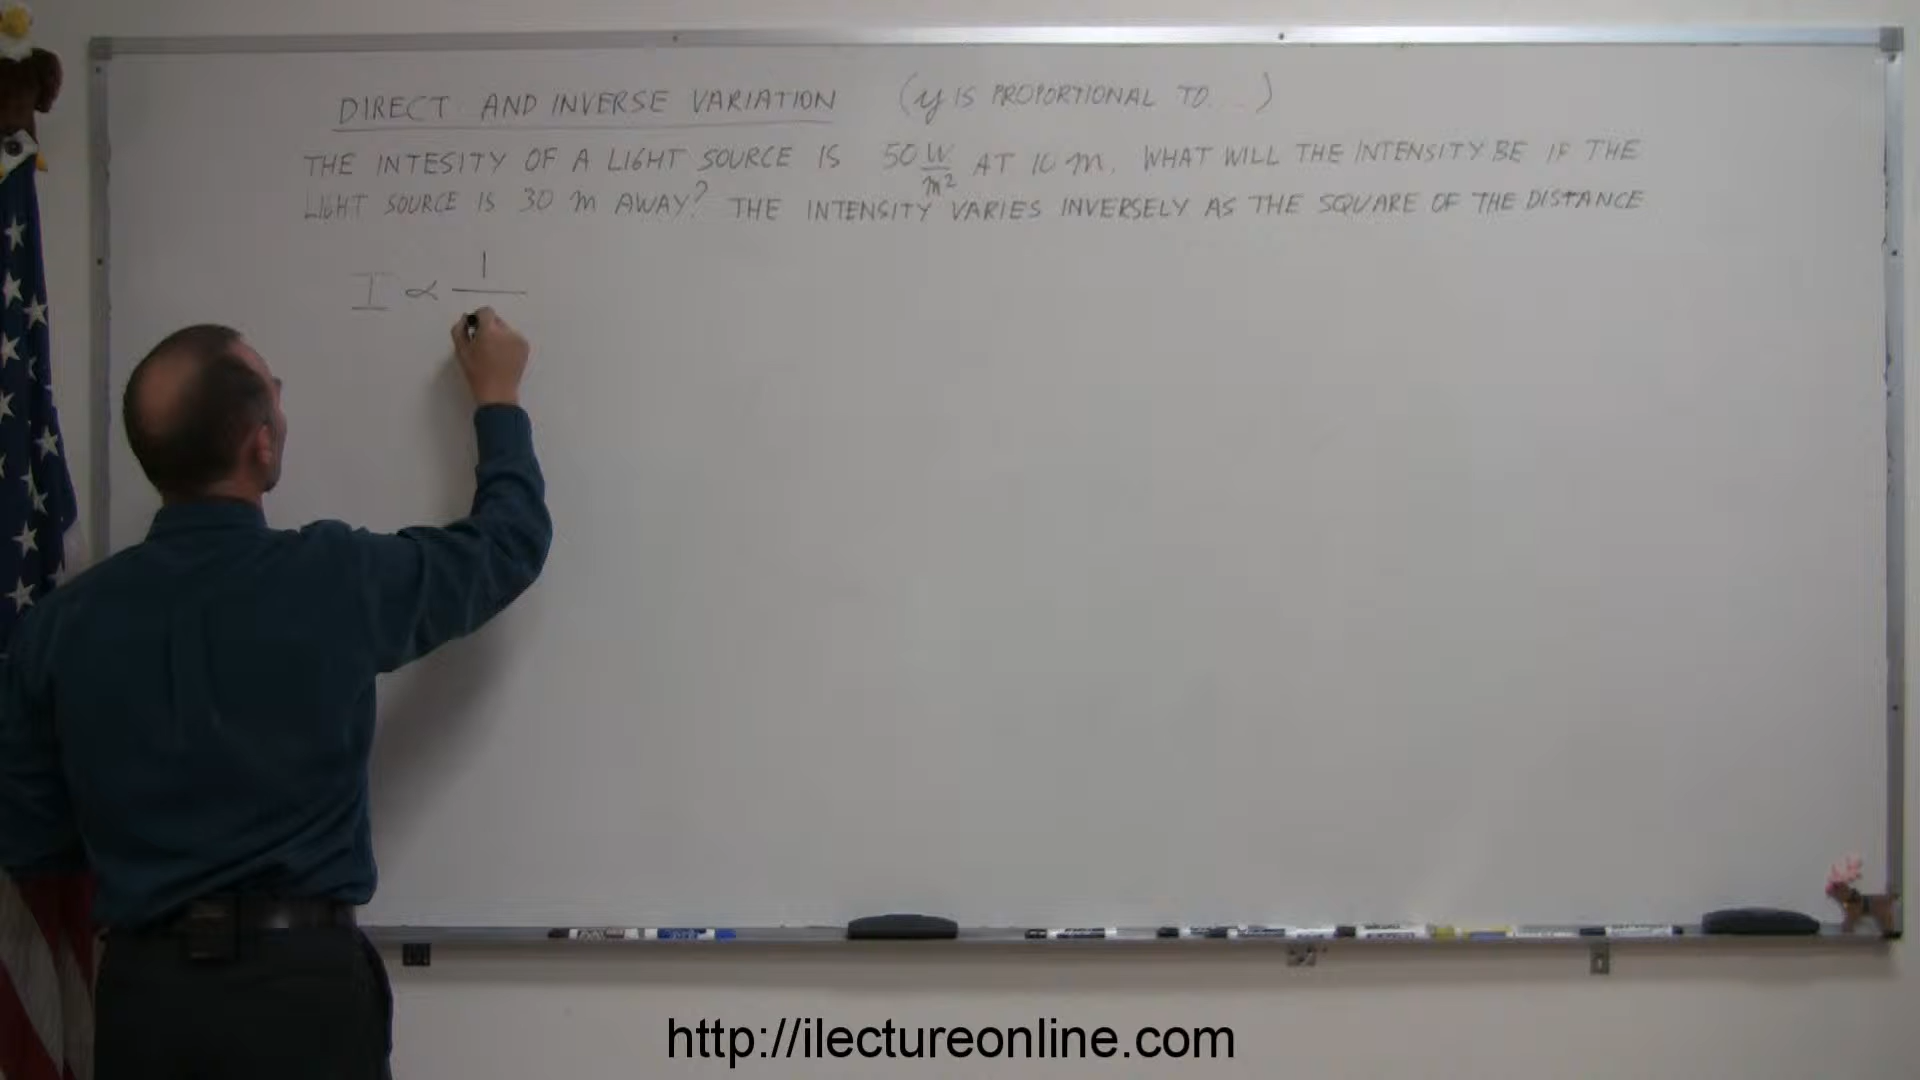 DIRECT AND INVERSE VARIATION (y IS PROPORTIONAL TO...)
THE INTESITY OF A LIGHT SOURCE IS 50 W/m² AT 10 m. WHAT WILL THE INTENSITY BE IF THE
LIGHT SOURCE IS 30 m AWAY? THE INTENSITY VARIES INVERSELY AS THE SQUARE OF THE DISTANCE
I ∝ 1
http://ilectureonline.com